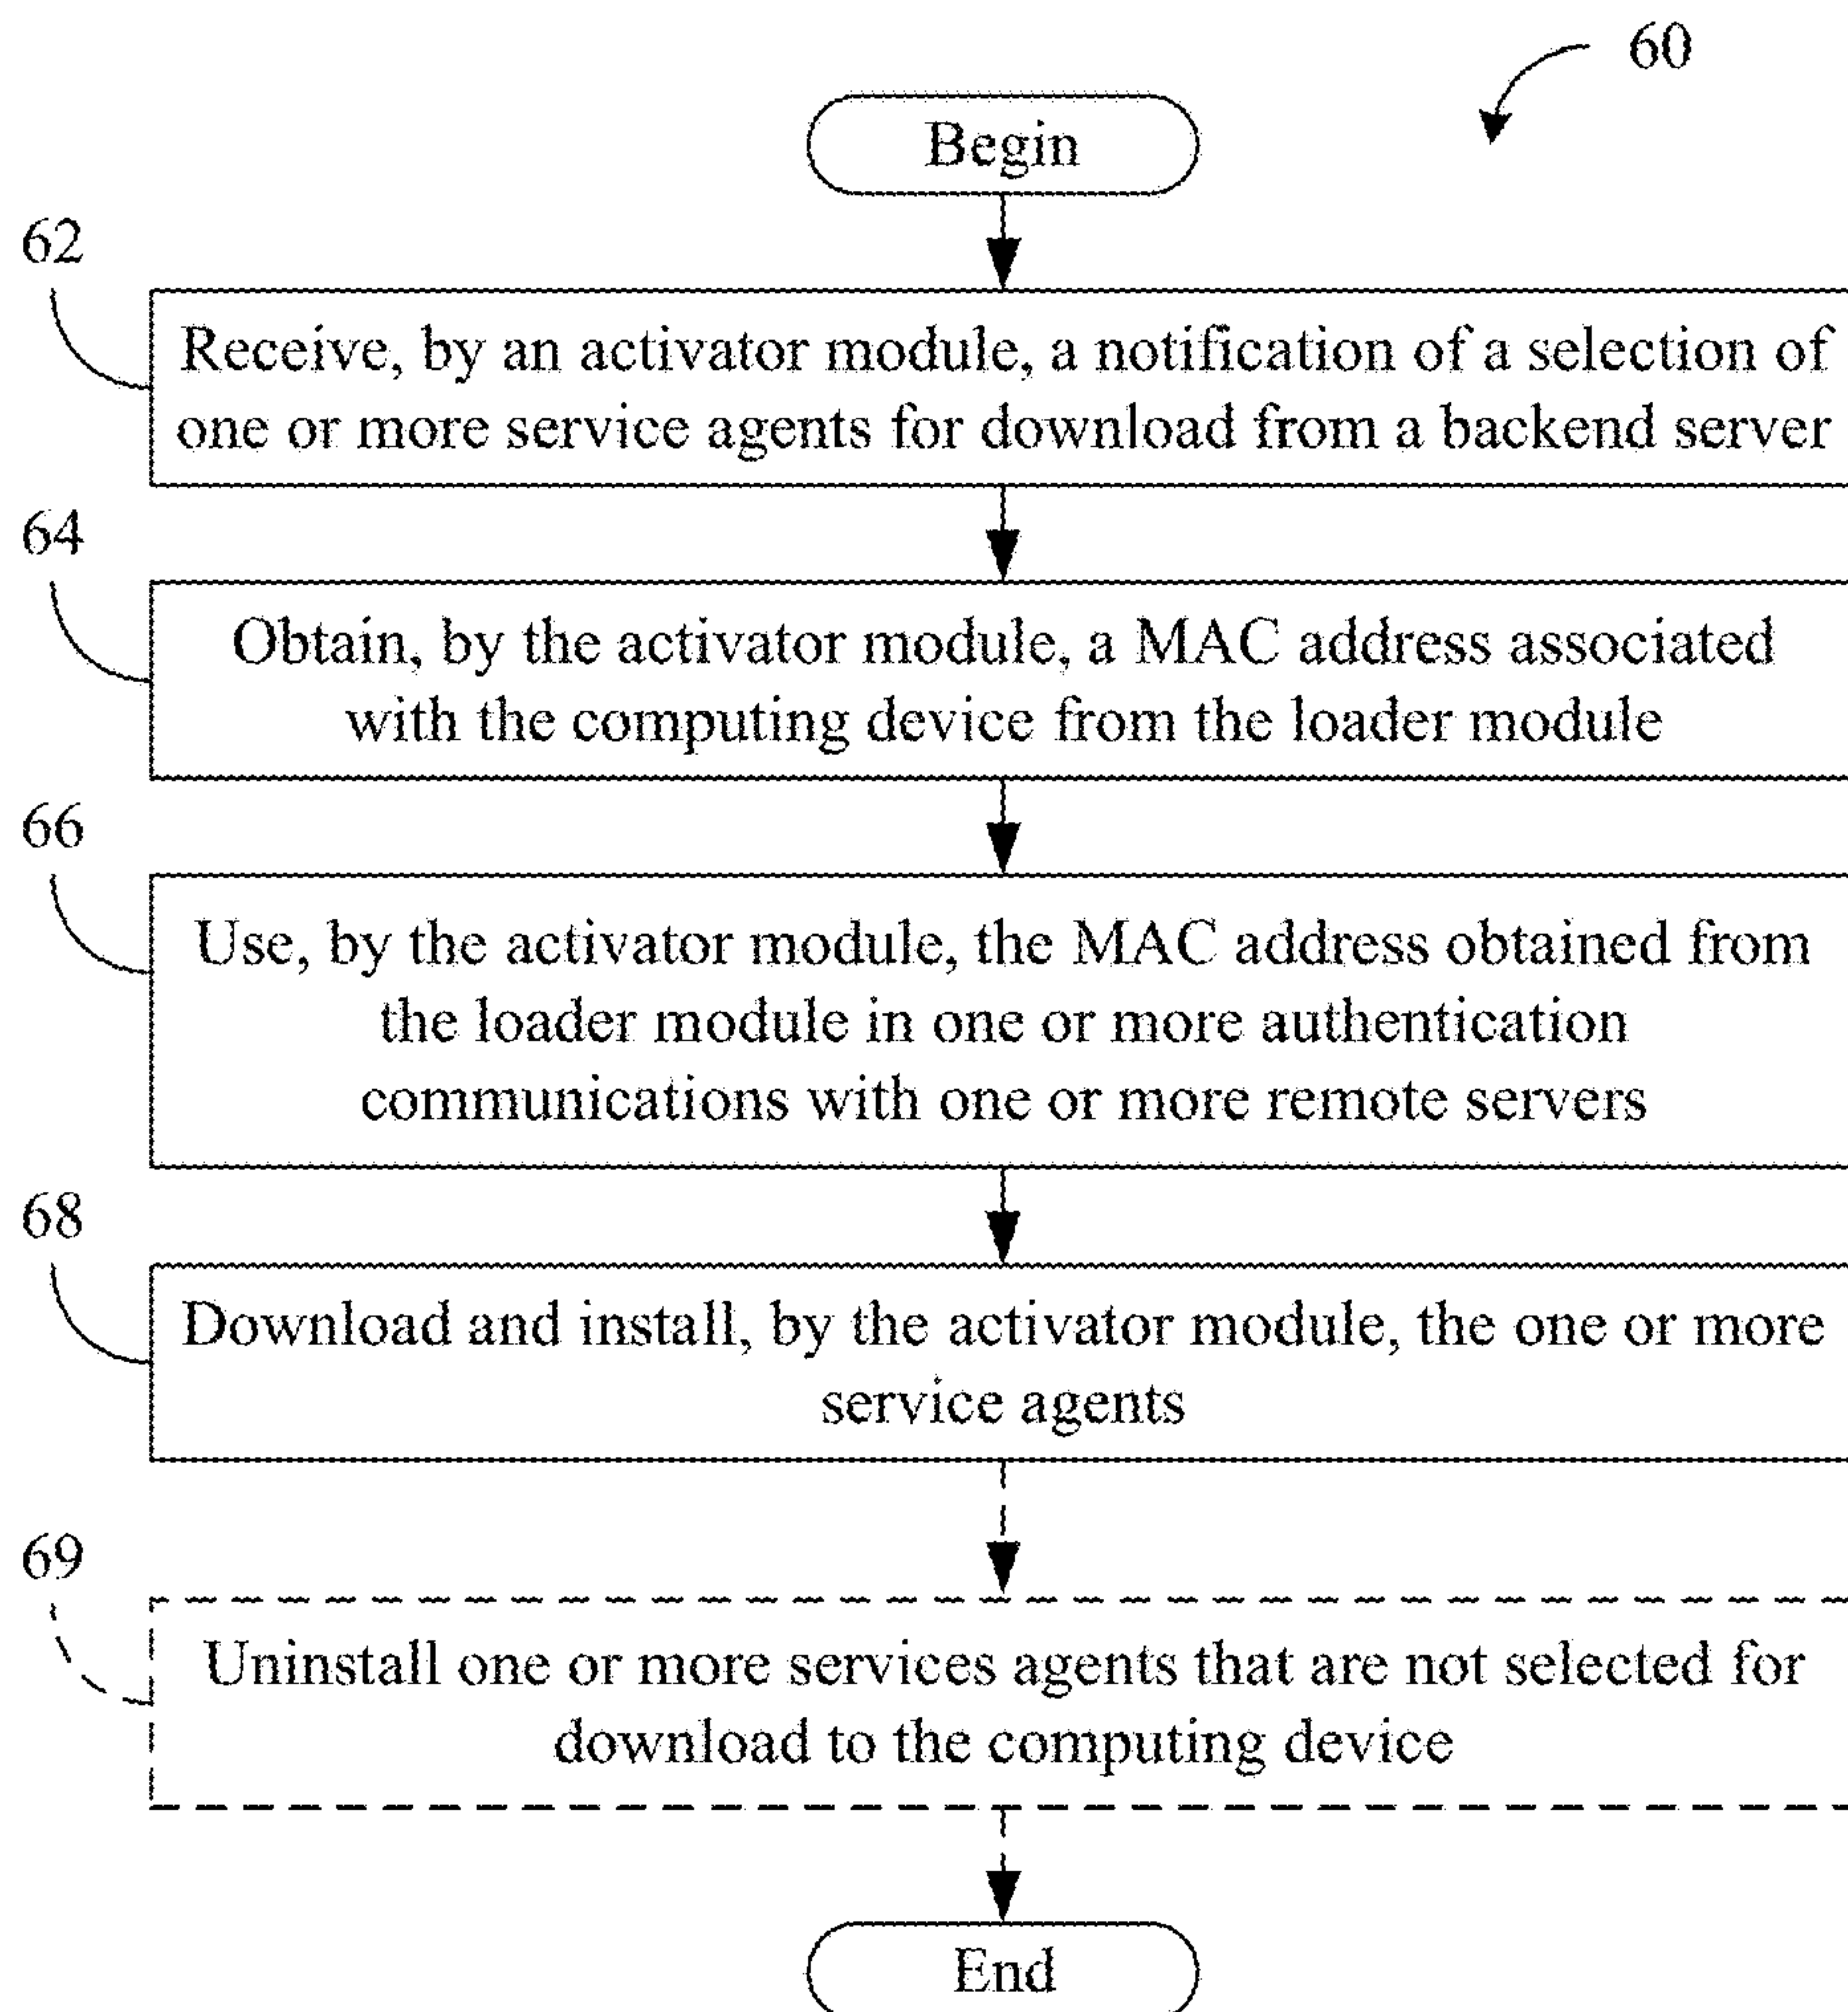 60
Begin
62
Receive, by an activator module, a notification of a selection of
one or more service agents for download from a backend server
64
Obtain, by the activator module, a MAC address associated
with the computing device from the loader module
66
Use, by the activator module, the MAC address obtained from
the loader module in one or more authentication
communications with one or more remote servers
68
Download and install, by the activator module, the one or more
service agents
69
Uninstall one or more services agents that are not selected for
download to the computing device
End